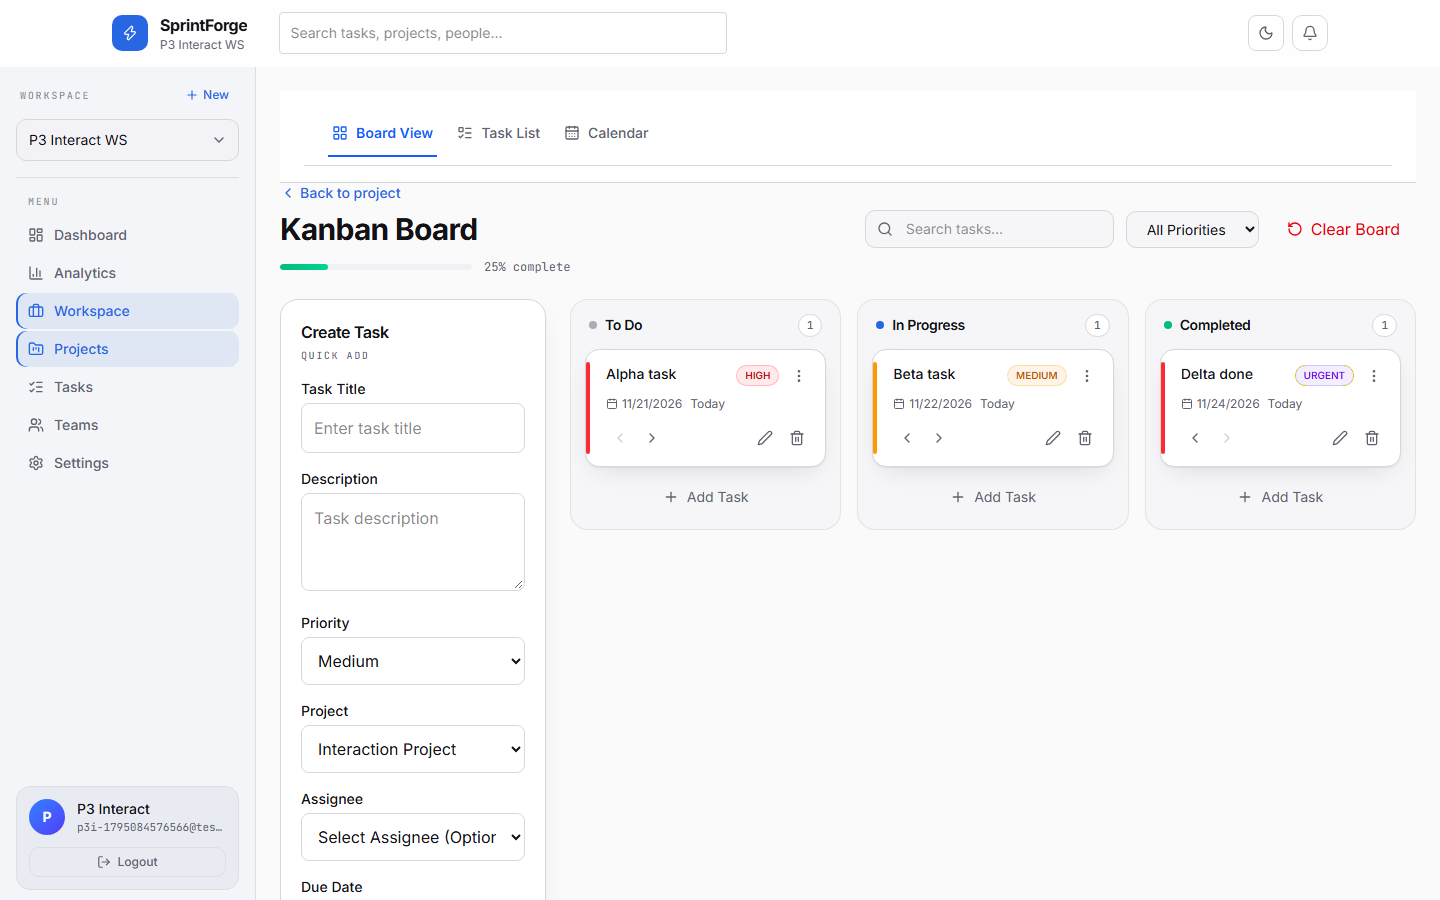 SprintForge
P3 Interact WS
Search tasks, projects, people...
WORKSPACE
New
P3 Interact WS
MENU
Dashboard
Analytics
Workspace
Projects
Tasks
Teams
Settings
P P3 Interact
p3i-1795084576566@tes...
Logout
Board View Task List Calendar
Back to project
Kanban Board
Search tasks...
All Priorities
Clear Board
25% complete
Create Task
QUICK ADD
Task Title
Enter task title
Description
Task description
Priority
Medium
Project
Interaction Project
Assignee
Select Assignee (Option
Due Date
To Do 1
Alpha task HIGH
11/21/2026 Today
Add Task
In Progress 1
Beta task MEDIUM
11/22/2026 Today
Add Task
Completed 1
Delta done URGENT
11/24/2026 Today
Add Task